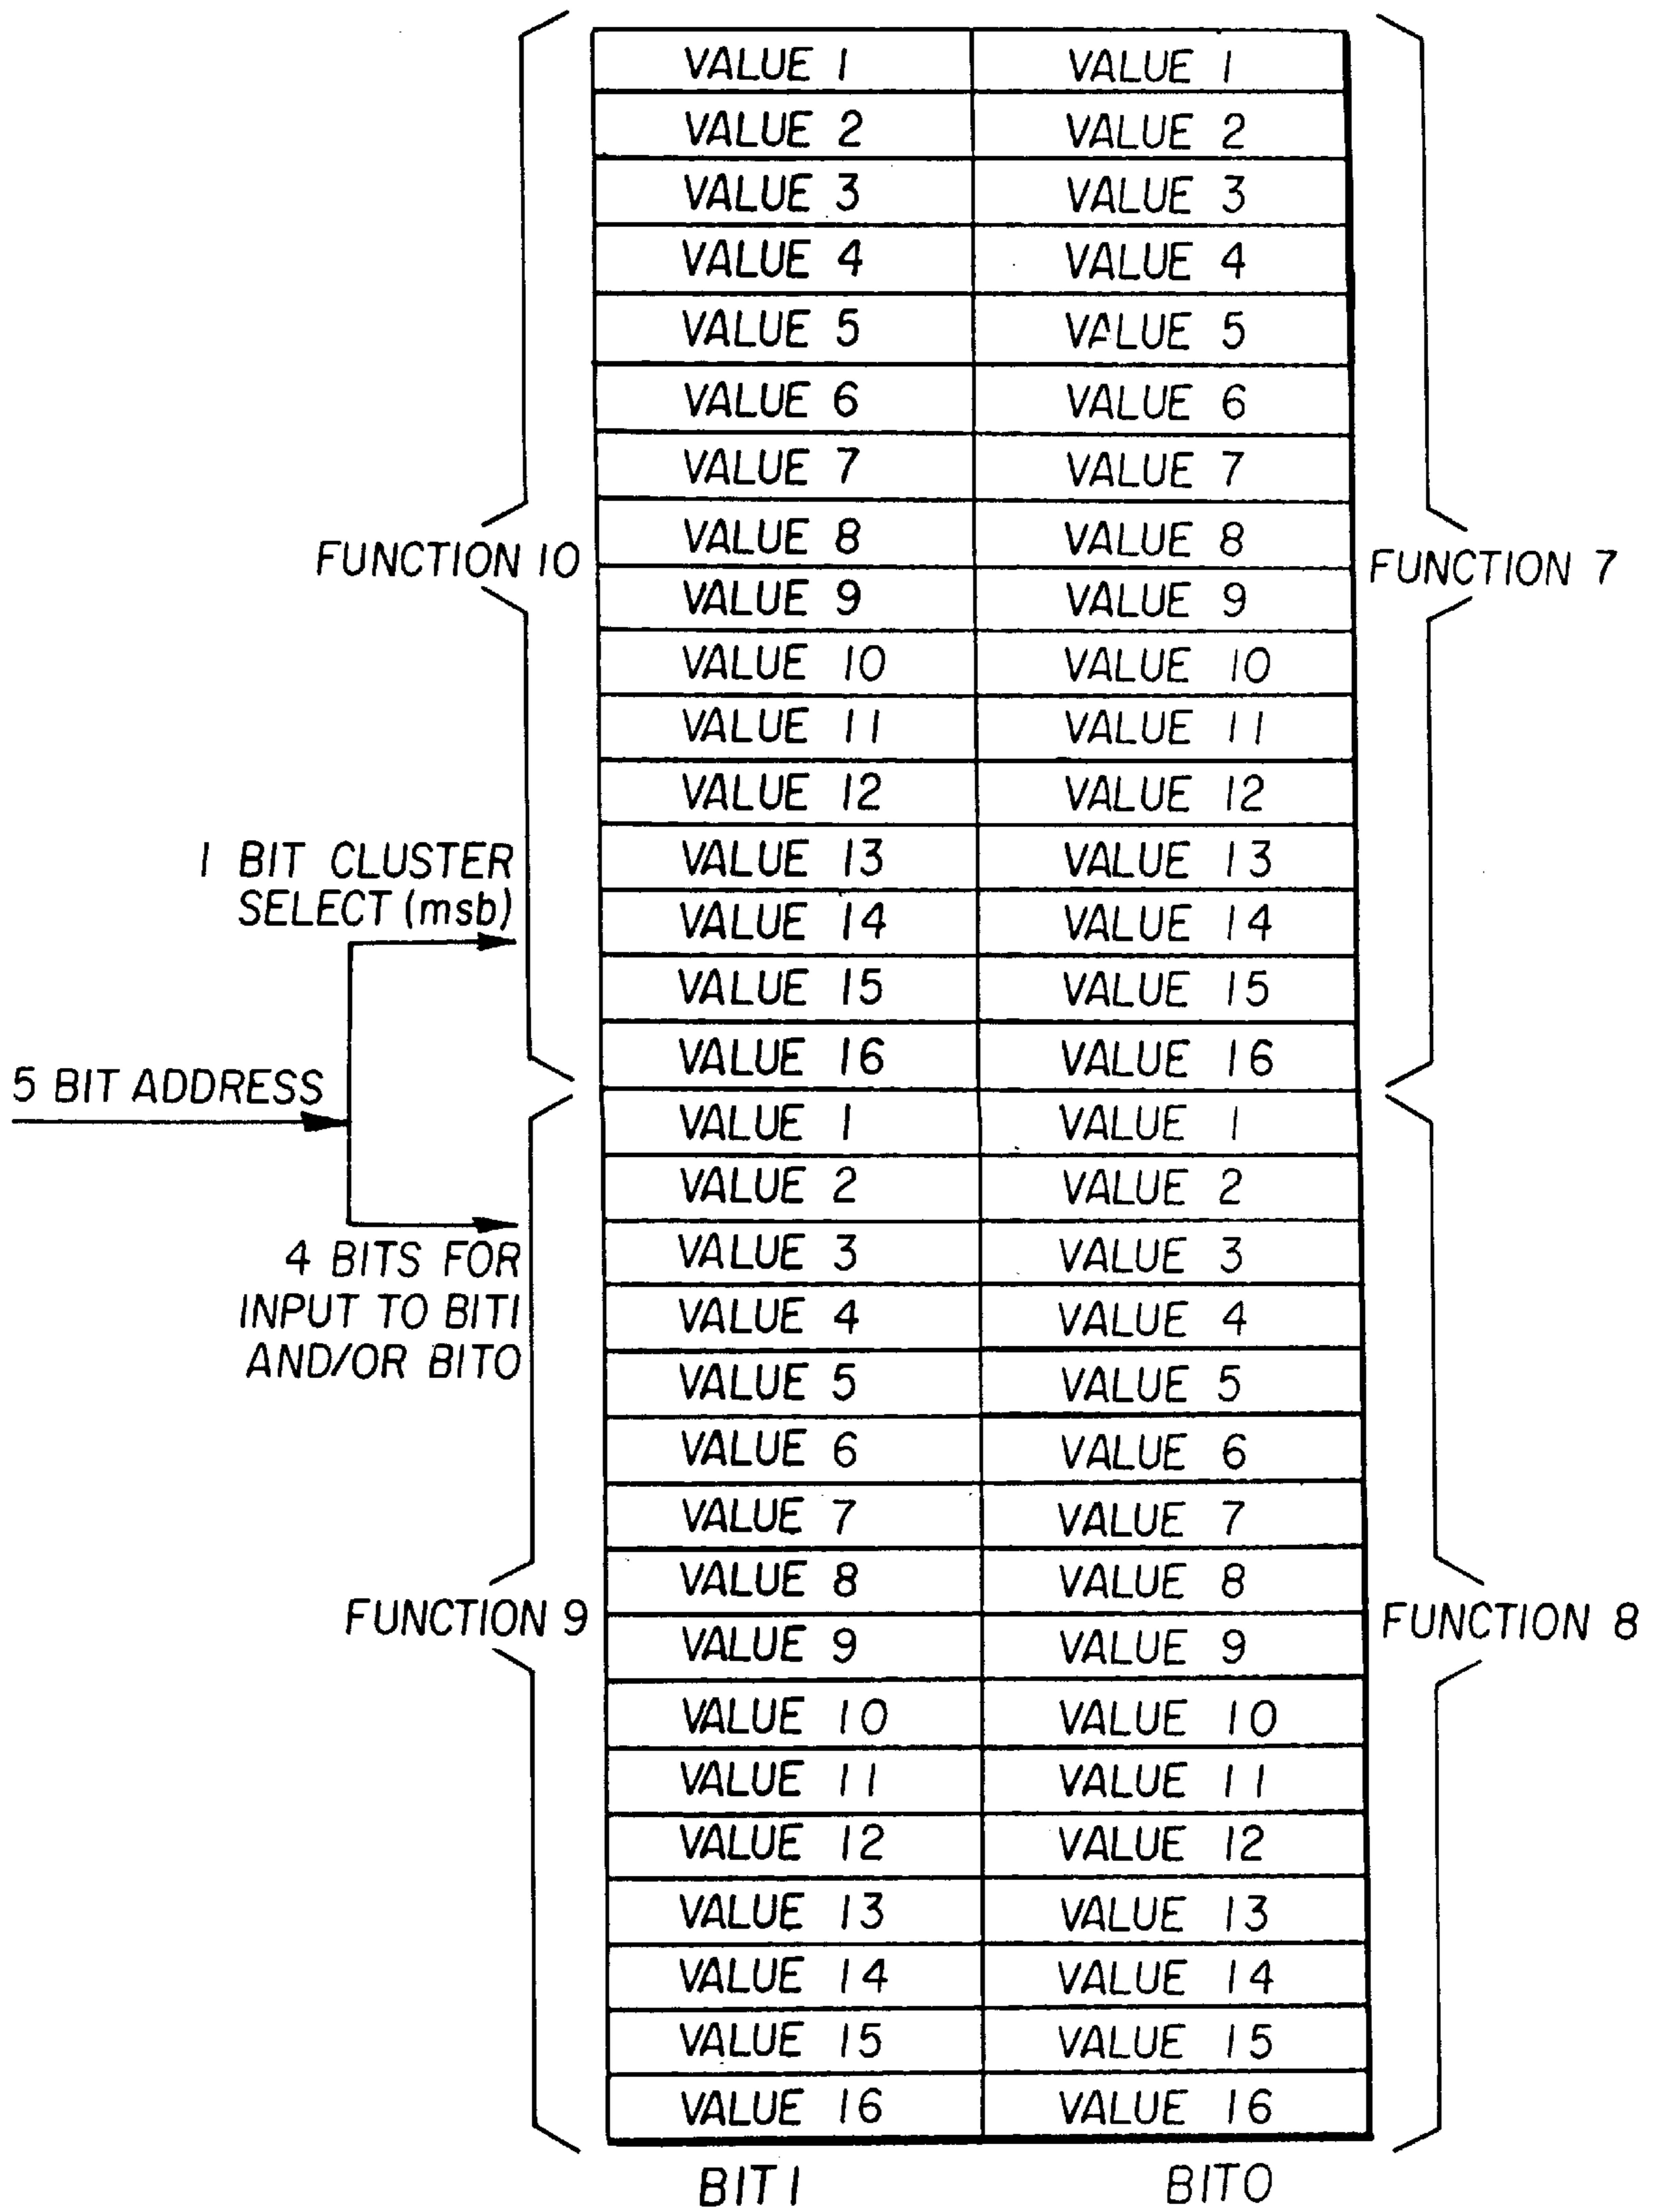 VALUE 1 VALUE 1
VALUE 2 VALUE 2
VALUE 3 VALUE 3
VALUE 4 VALUE 4
VALUE 5 VALUE 5
VALUE 6 VALUE 6
VALUE 7 VALUE 7
VALUE 8 VALUE 8
FUNCTION 10
FUNCTION 7
VALUE 9 VALUE 9
VALUE 10 VALUE 10
VALUE 11 VALUE 11
VALUE 12 VALUE 12
VALUE 13 VALUE 13
1 BIT CLUSTER
SELECT (msb)
VALUE 14 VALUE 14
VALUE 15 VALUE 15
VALUE 16 VALUE 16
5 BIT ADDRESS
VALUE 1 VALUE 1
VALUE 2 VALUE 2
VALUE 3 VALUE 3
4 BITS FOR
INPUT TO BIT1
AND/OR BIT0
VALUE 4 VALUE 4
VALUE 5 VALUE 5
VALUE 6 VALUE 6
VALUE 7 VALUE 7
VALUE 8 VALUE 8
FUNCTION 9
FUNCTION 8
VALUE 9 VALUE 9
VALUE 10 VALUE 10
VALUE 11 VALUE 11
VALUE 12 VALUE 12
VALUE 13 VALUE 13
VALUE 14 VALUE 14
VALUE 15 VALUE 15
VALUE 16 VALUE 16
BIT1 BIT0